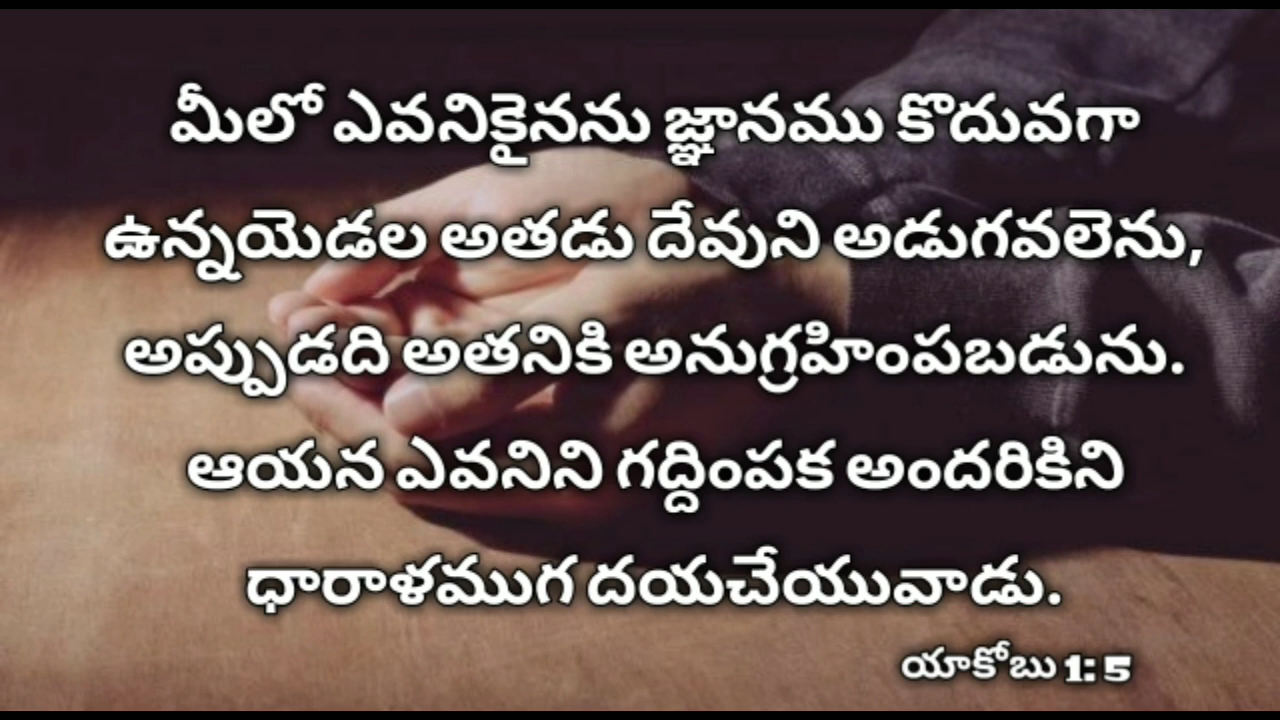 మీలో ఎవనికైనను జ్ఞానము కొదువగా
ఉన్నయెడల అతడు దేవుని అడుగవలెను,
అప్పుడది అతనికి అనుగ్రహింపబడును.
ఆయన ఎవనిని గద్దింపక అందరికిని
ధారాళముగ దయచేయువాడు.
యాకోబు 1: 5